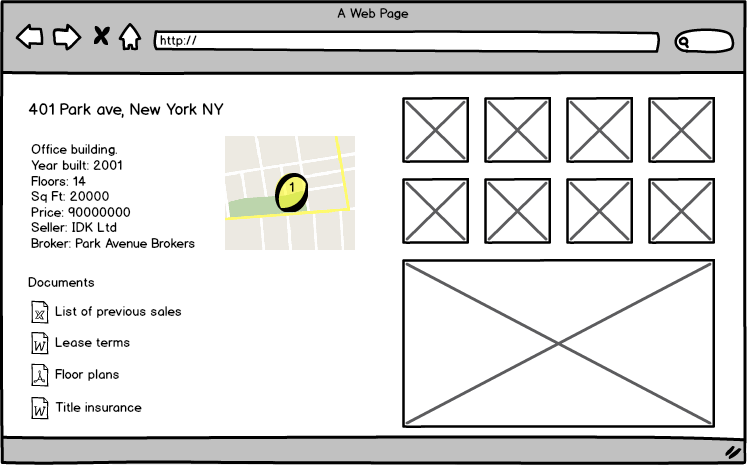 A Web Page
http://
401 Park ave, New York NY
Office building.
Year built: 2001
Floors: 14
Sq Ft: 20000
Price: 90000000
Seller: IDK Ltd
Broker: Park Avenue Brokers
1
Documents
X List of previous sales
W Lease terms
Floor plans
W Title insurance